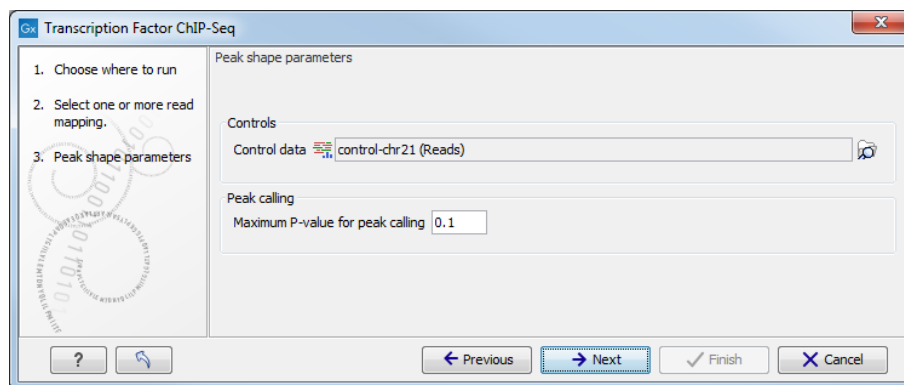 Gx Transcription Factor ChIP-Seq
1. Choose where to run
2. Select one or more read
mapping.
3. Peak shape parameters
Peak shape parameters
Controls
Control data control-chr21 (Reads)
Peak calling
Maximum P-value for peak calling 0.1
? Previous Next Finish Cancel